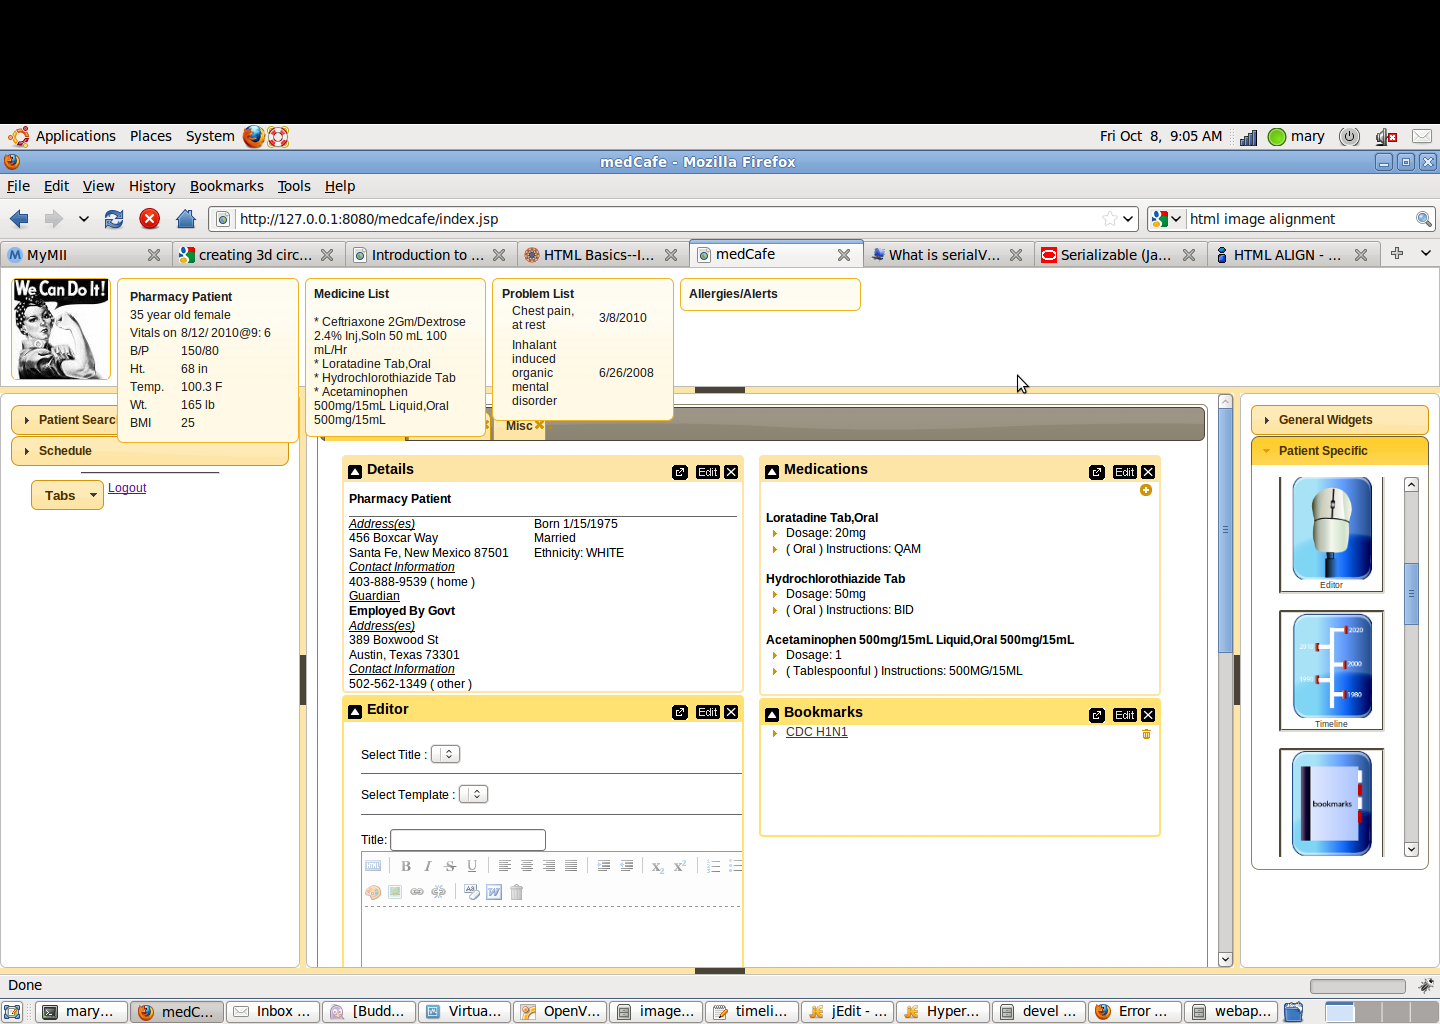 Applications Places System
Fri Oct 8, 9:05 AM mary
medCafe - Mozilla Firefox
File Edit View History Bookmarks Tools Help
http://127.0.0.1:8080/medcafe/index.jsp
html image alignment
MyMII
creating 3d circ...
Introduction to ...
HTML Basics--I...
medCafe
What is serialV...
Serializable (Ja...
HTML ALIGN - ...
We Can Do It!
Pharmacy Patient
35 year old female
Vitals on 8/12/ 2010@9: 6
B/P 150/80
Ht. 68 in
Temp. 100.3 F
Wt. 165 lb
BMI 25
Medicine List
* Ceftriaxone 2Gm/Dextrose
2.4% Inj,Soln 50 mL 100
mL/Hr
* Loratadine Tab,Oral
* Hydrochlorothiazide Tab
* Acetaminophen
500mg/15mL Liquid,Oral
500mg/15mL
Problem List
Chest pain,
at rest 3/8/2010
Inhalant
induced
organic 6/26/2008
mental
disorder
Allergies/Alerts
Patient Searc
Schedule
Tabs
Logout
Misc
Details
Edit
Pharmacy Patient
Address(es) Born 1/15/1975
456 Boxcar Way Married
Santa Fe, New Mexico 87501 Ethnicity: WHITE
Contact Information
403-888-9539 ( home )
Guardian
Employed By Govt
Address(es)
389 Boxwood St
Austin, Texas 73301
Contact Information
502-562-1349 ( other )
Medications
Edit
Loratadine Tab,Oral
Dosage: 20mg
( Oral ) Instructions: QAM
Hydrochlorothiazide Tab
Dosage: 50mg
( Oral ) Instructions: BID
Acetaminophen 500mg/15mL Liquid,Oral 500mg/15mL
Dosage: 1
( Tablespoonful ) Instructions: 500MG/15ML
Editor
Edit
Select Title :
Select Template :
Title:
B I S U
x2 x2
ABC W
Bookmarks
Edit
CDC H1N1
General Widgets
Patient Specific
Editor
2020
2010
2000
1990
1980
Timeline
bookmarks
Done
mary...
medC...
Inbox ...
[Budd...
Virtua...
OpenV...
image...
timeli...
jEdit - ...
Hyper...
devel ...
Error ...
webap...